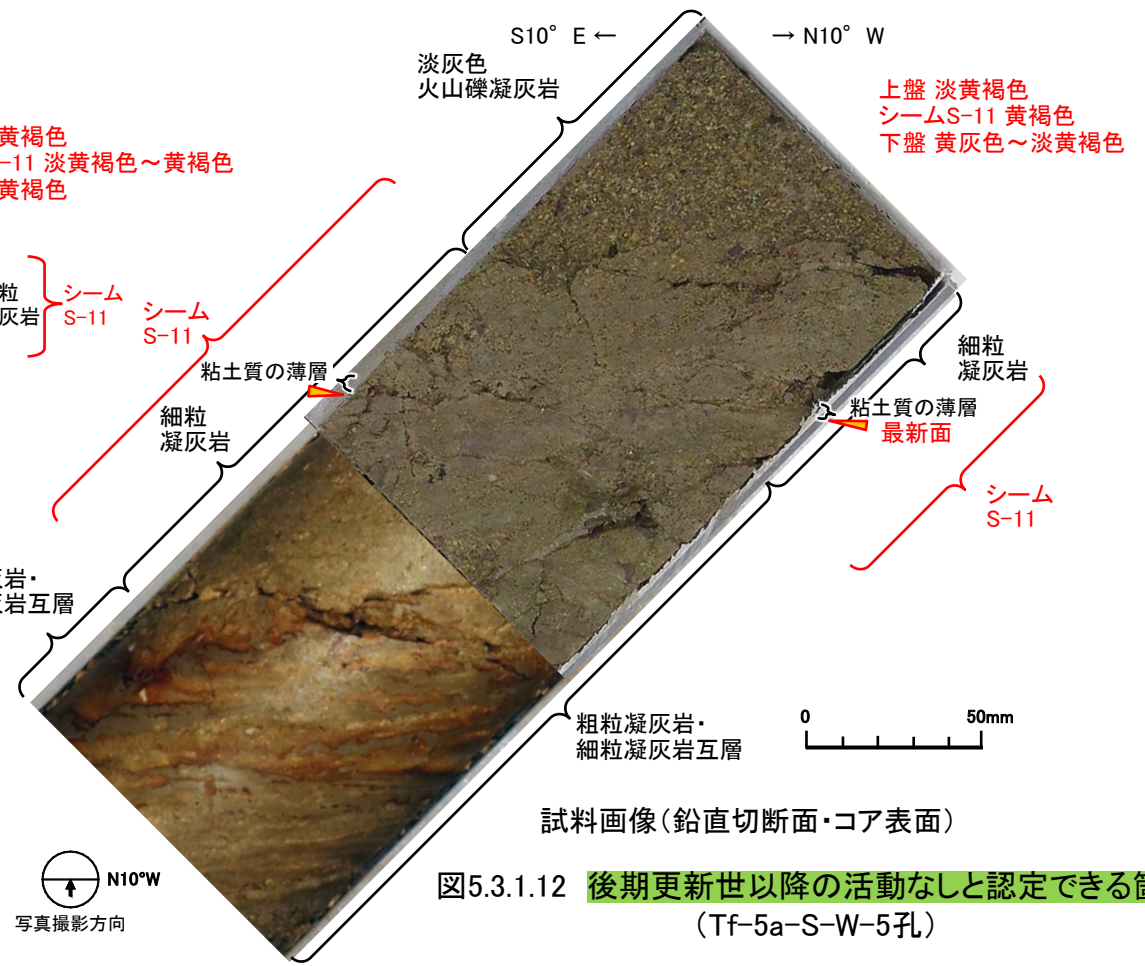 S10° E ←
→ N10° W
淡灰色
火山礫凝灰岩
上盤 淡黄褐色
シームS-11 黄褐色
下盤 黄灰色～淡黄褐色
黄褐色
-11 淡黄褐色～黄褐色
黄褐色
粒
灰岩
シーム
S-11
シーム
S-11
粘土質の薄層
細粒
凝灰岩
細粒
凝灰岩
粘土質の薄層
最新面
シーム
S-11
灰岩・
灰岩互層
粗粒凝灰岩・
細粒凝灰岩互層
0
50mm
試料画像（鉛直切断面・コア表面）
N10°W
写真撮影方向
図5.3.1.12 後期更新世以降の活動なしと認定できる
（Tf-5a-S-W-5孔）